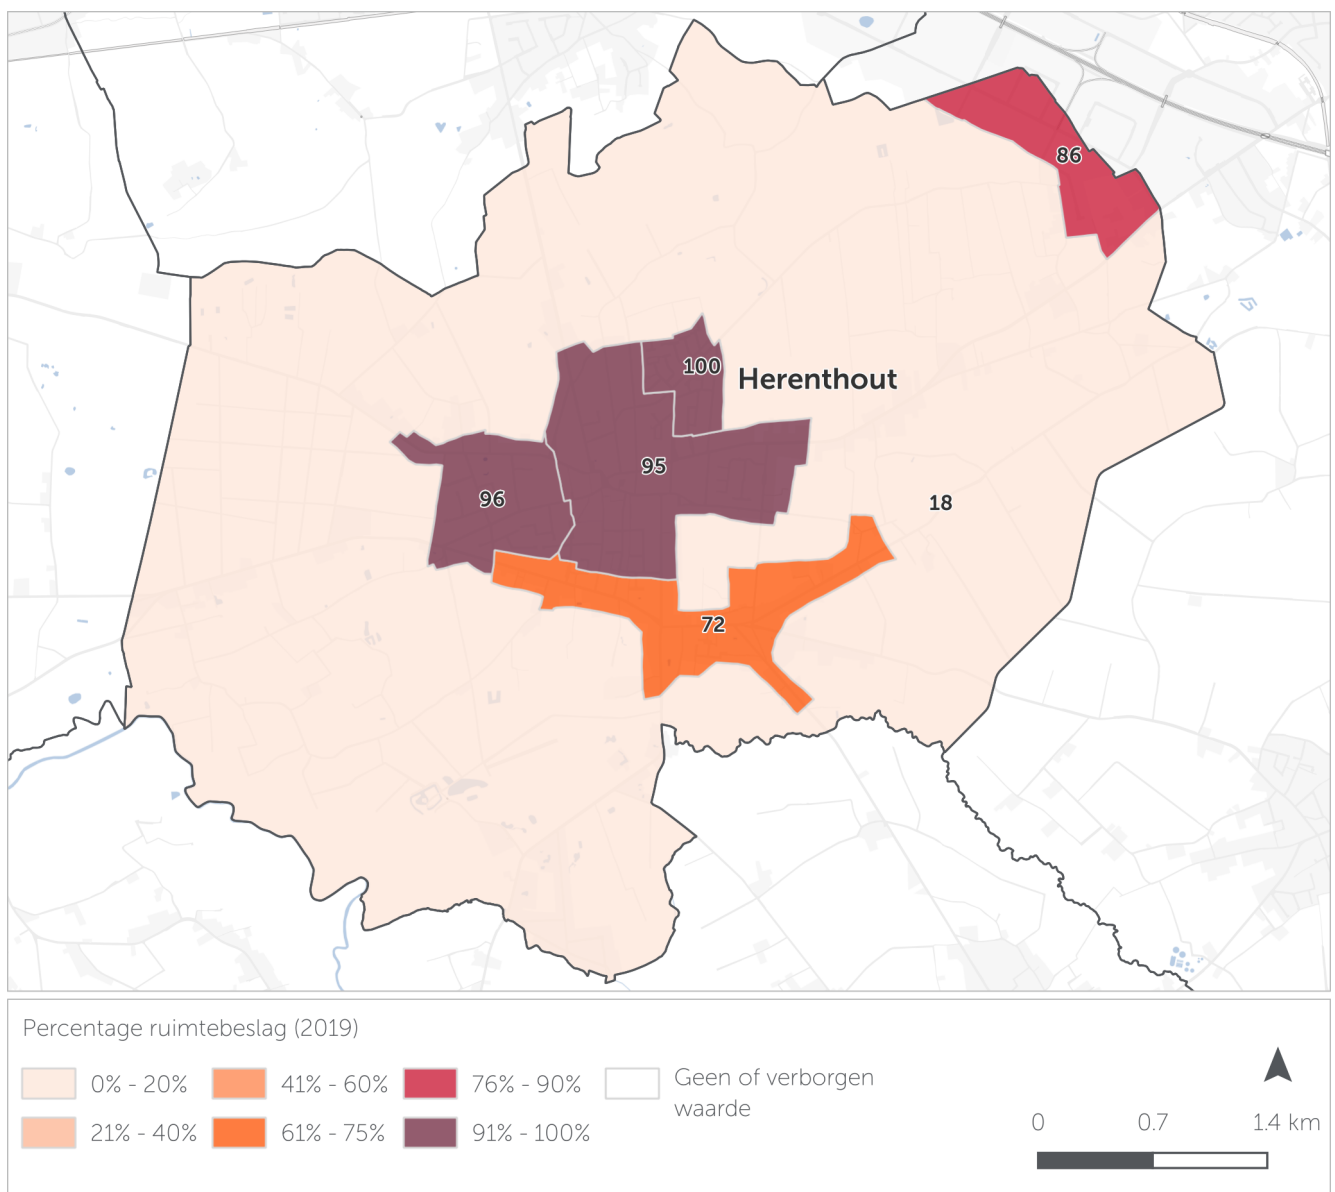 86
100
Herenthout
95
96
18
72
Percentage ruimtebeslag (2019)
0% - 20%
41% - 60%
76% - 90%
Geen of verborgen
waarde
21% - 40%
61% - 75%
91% - 100%
0
0.7
1.4 km